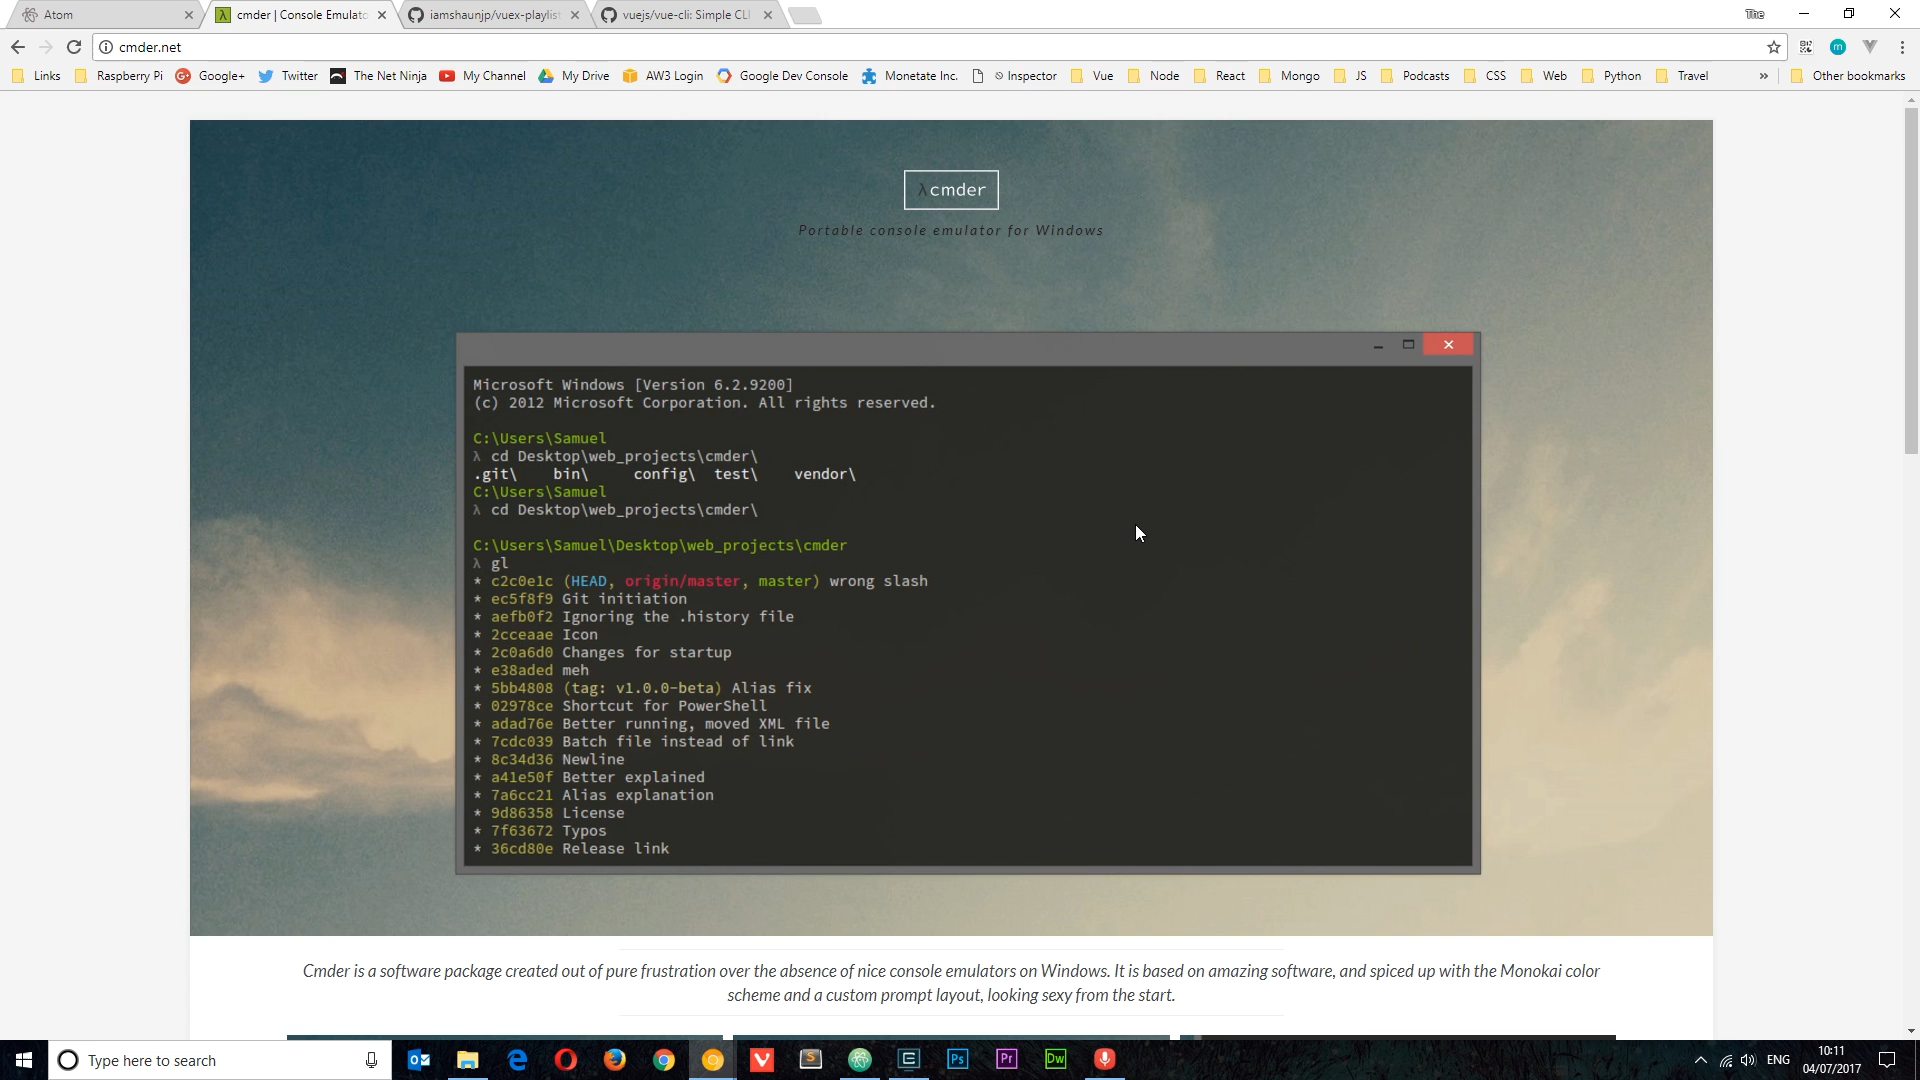 Atom
cmder | Console Emulato
iamshaunjp/vuex-playlis
vuejs/vue-cli: Simple CLI
The
cmder.net
Links
Raspberry Pi
Google+
Twitter
The Net Ninja
My Channel
My Drive
AW3 Login
Google Dev Console
Monetate Inc.
Inspector
Vue
Node
React
Mongo
JS
Podcasts
CSS
Web
Python
Travel
»
Other bookmarks
λcmder
Portable console emulator for Windows
Microsoft Windows [Version 6.2.9200]
(c) 2012 Microsoft Corporation. All rights reserved.
C:\Users\Samuel
λ cd Desktop\web_projects\cmder\
.git\ bin\ config\ test\ vendor\
C:\Users\Samuel
λ cd Desktop\web_projects\cmder\
C:\Users\Samuel\Desktop\web_projects\cmder
λ gl
* c2c0e1c (HEAD, origin/master, master) wrong slash
* ec5f8f9 Git initiation
* aefb0f2 Ignoring the .history file
* 2cceaae Icon
* 2c0a6d0 Changes for startup
* e38aded meh
* 5bb4808 (tag: v1.0.0-beta) Alias fix
* 02978ce Shortcut for PowerShell
* adad76e Better running, moved XML file
* 7cdc039 Batch file instead of link
* 8c34d36 Newline
* a41e50f Better explained
* 7a6cc21 Alias explanation
* 9d86358 License
* 7f63672 Typos
* 36cd80e Release link
Cmder is a software package created out of pure frustration over the absence of nice console emulators on Windows. It is based on amazing software, and spiced up with the Monokai color
scheme and a custom prompt layout, looking sexy from the start.
Type here to search
Ps
Pr
Dw
ENG
10:11
04/07/2017